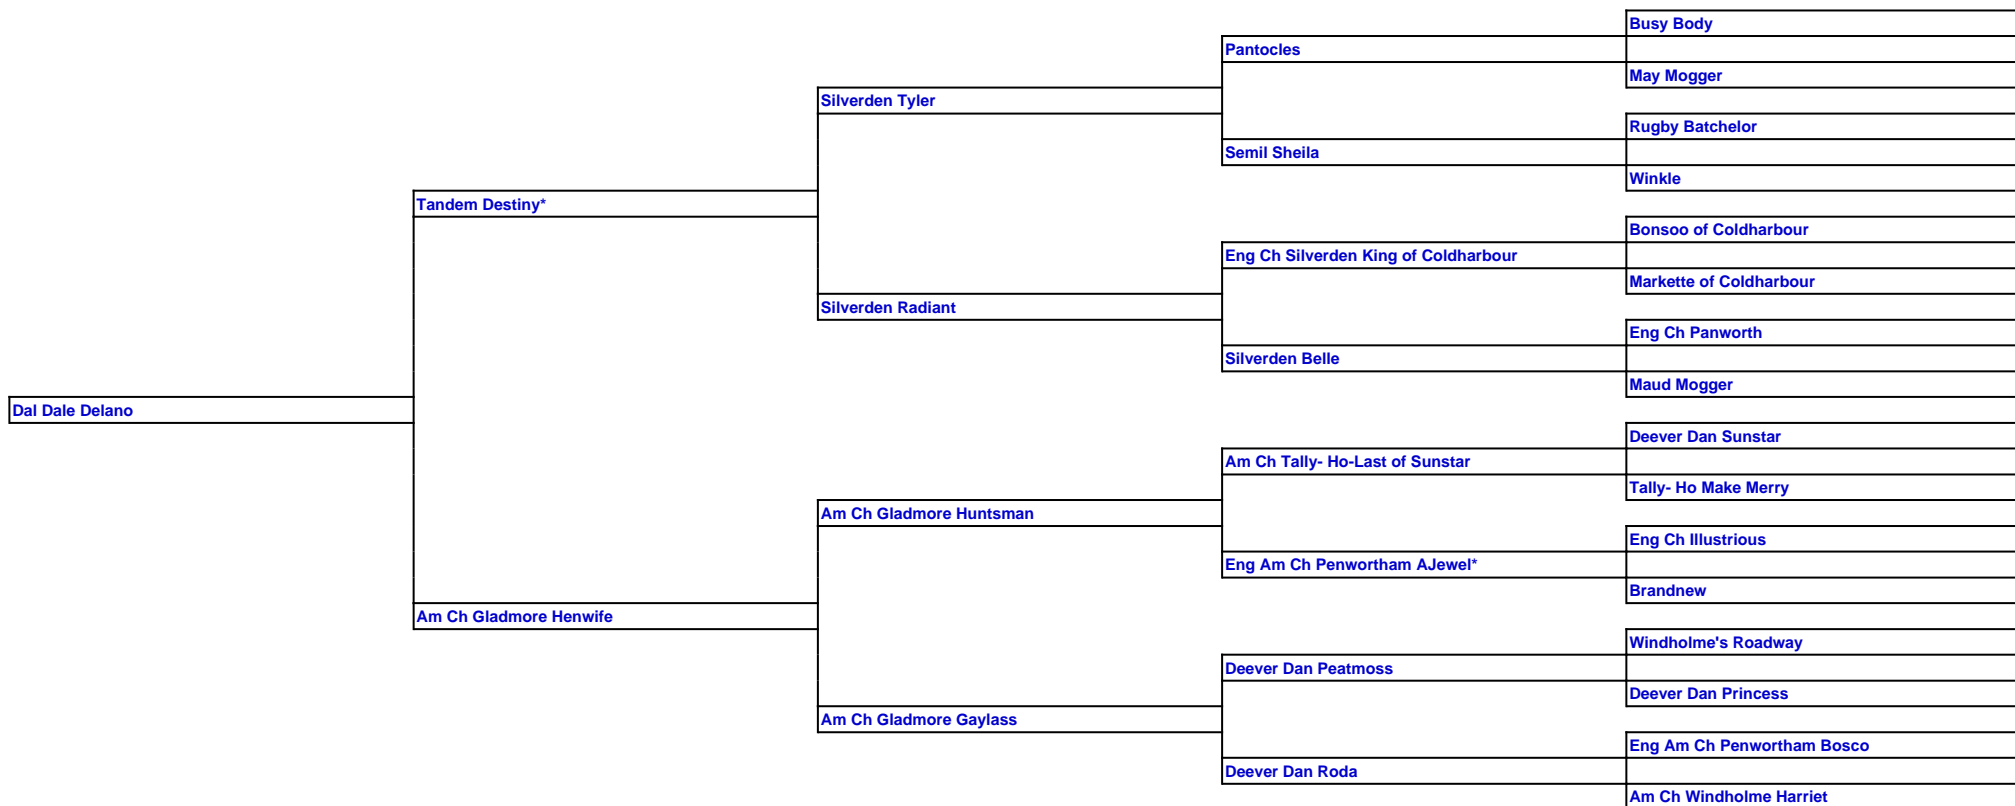 Busy Body
Pantocles
May Mogger
Silverden Tyler
Rugby Batchelor
Semil Sheila
Winkle
Tandem Destiny*
Bonsoo of Coldharbour
Eng Ch Silverden King of Coldharbour
Markette of Coldharbour
Silverden Radiant
Eng Ch Panworth
Silverden Belle
Maud Mogger
Dal Dale Delano
Deever Dan Sunstar
Am Ch Tally- Ho-Last of Sunstar
Tally- Ho Make Merry
Am Ch Gladmore Huntsman
Eng Ch Illustrious
Eng Am Ch Penwortham AJewel*
Brandnew
Am Ch Gladmore Henwife
Windholme's Roadway
Deever Dan Peatmoss
Deever Dan Princess
Am Ch Gladmore Gaylass
Eng Am Ch Penwortham Bosco
Deever Dan Roda
Am Ch Windholme Harriet